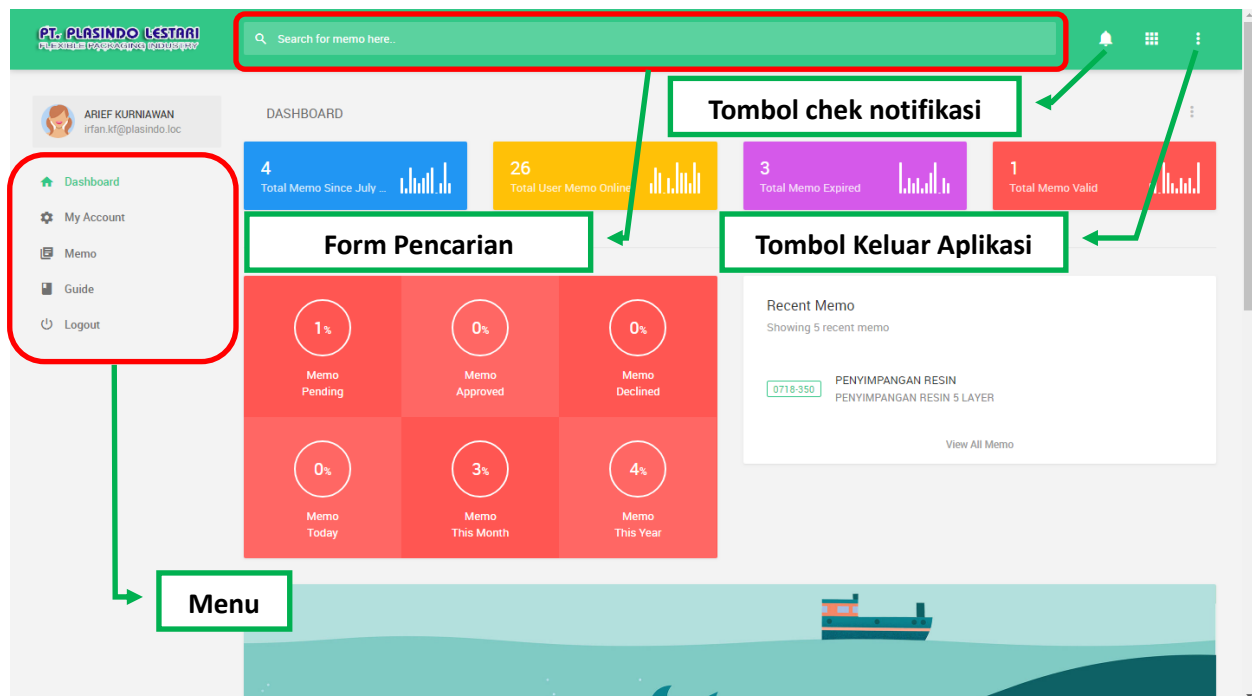 PT. PLASINDO LESTARI
FLEXIBLE PACKAGING INDUSTRY
Search for memo here..
Tombol chek notifikasi
ARIEF KURNIAWAN
irfan.kf@plasindo.loc
DASHBOARD
4
Total Memo Since July ...
26
Total User Memo Online
3
Total Memo Expired
1
Total Memo Valid
Dashboard
My Account
Memo
Guide
Logout
Form Pencarian
Tombol Keluar Aplikasi
1%
Memo
Pending
0%
Memo
Approved
0%
Memo
Declined
0%
Memo
Today
3%
Memo
This Month
4%
Memo
This Year
Recent Memo
Showing 5 recent memo
0718-350
PENYIMPANGAN RESIN
PENYIMPANGAN RESIN 5 LAYER
View All Memo
Menu